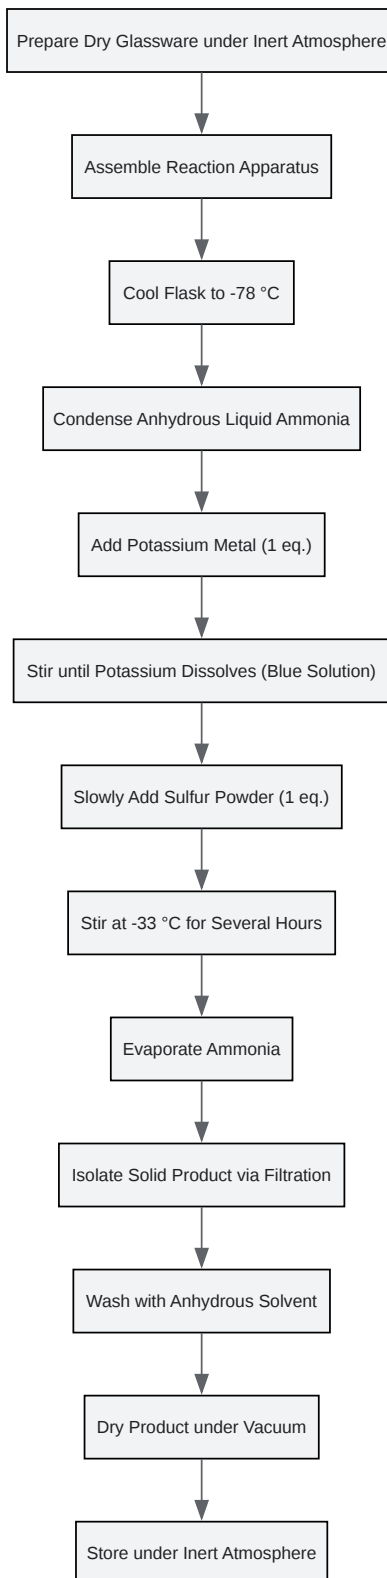 Prepare Dry Glassware under Inert Atmosphere
Assemble Reaction Apparatus
Cool Flask to -78 °C
Condense Anhydrous Liquid Ammonia
Add Potassium Metal (1 eq.)
Stir until Potassium Dissolves (Blue Solution)
Slowly Add Sulfur Powder (1 eq.)
Stir at -33 °C for Several Hours
Evaporate Ammonia
Isolate Solid Product via Filtration
Wash with Anhydrous Solvent
Dry Product under Vacuum
Store under Inert Atmosphere